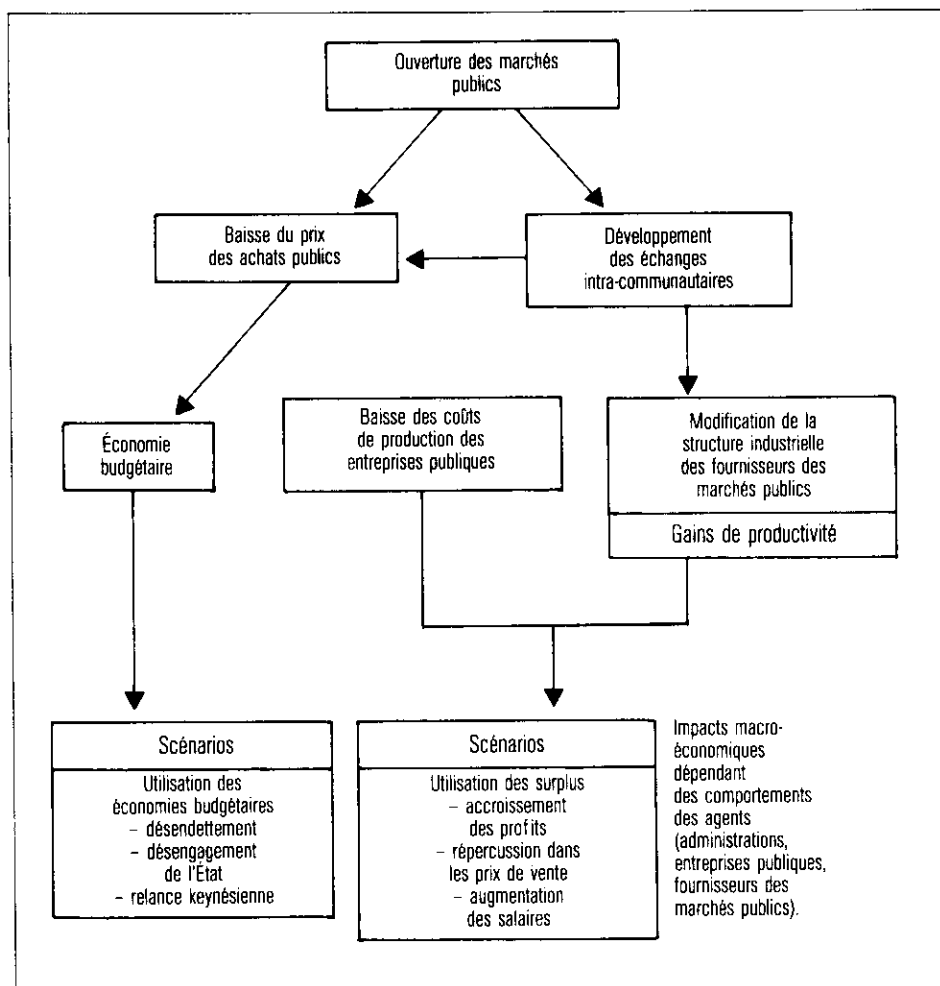 Ouverture des marchés
publics
Baisse du prix
des achats publics
Développement
des échanges
intra-communautaires
Économie
budgétaire
Baisse des coûts
de production des
entreprises publiques
Modification de la
structure industrielle
des fournisseurs des
marchés publics
Gains de productivité
Scénarios
Utilisation des
économies budgétaires
– désendettement
– désengagement
de l'État
– relance keynésienne
Scénarios
Utilisation des surplus
– accroissement
des profits
– répercussion dans
les prix de vente
– augmentation
des salaires
Impacts macro-
économiques
dépendant
des comportements
des agents
(administrations,
entreprises publiques,
fournisseurs des
marchés publics).